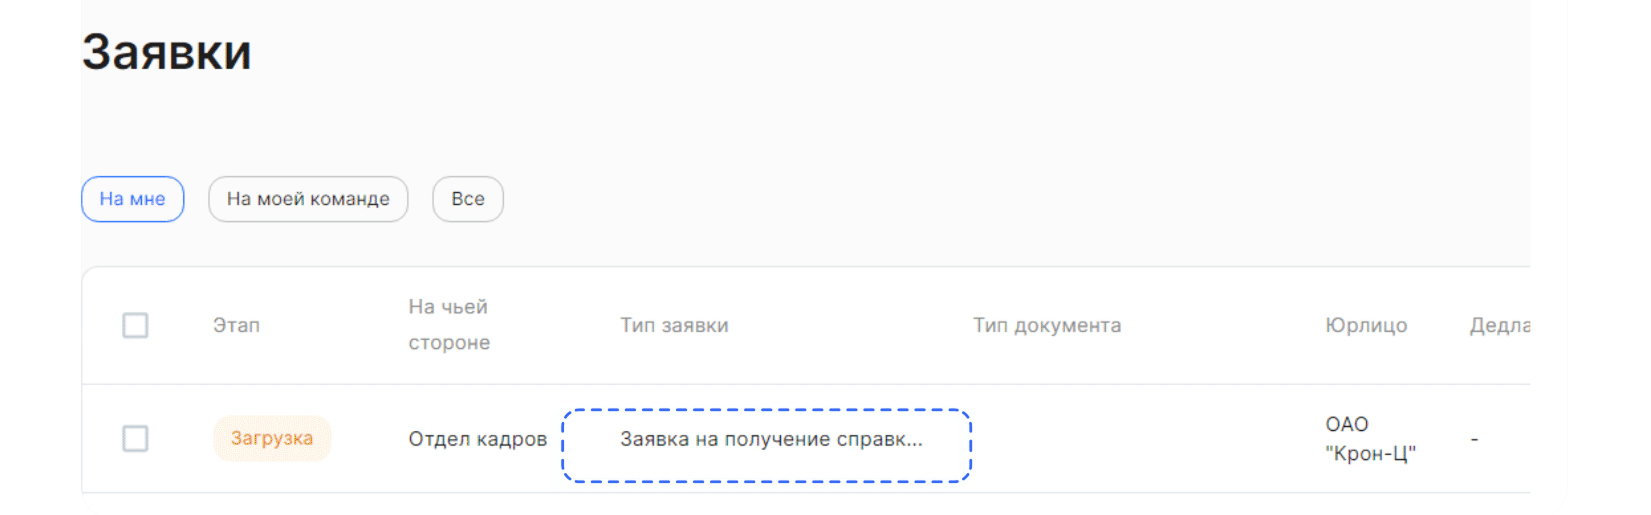 Заявки
На мне
На моей команде
Все
Этап
На чьей
стороне
Тип заявки
Тип документа
Юрлицо
Дедла
Загрузка
Отдел кадров
Заявка на получение справк...
ОАО
"Крон-Ц"
-